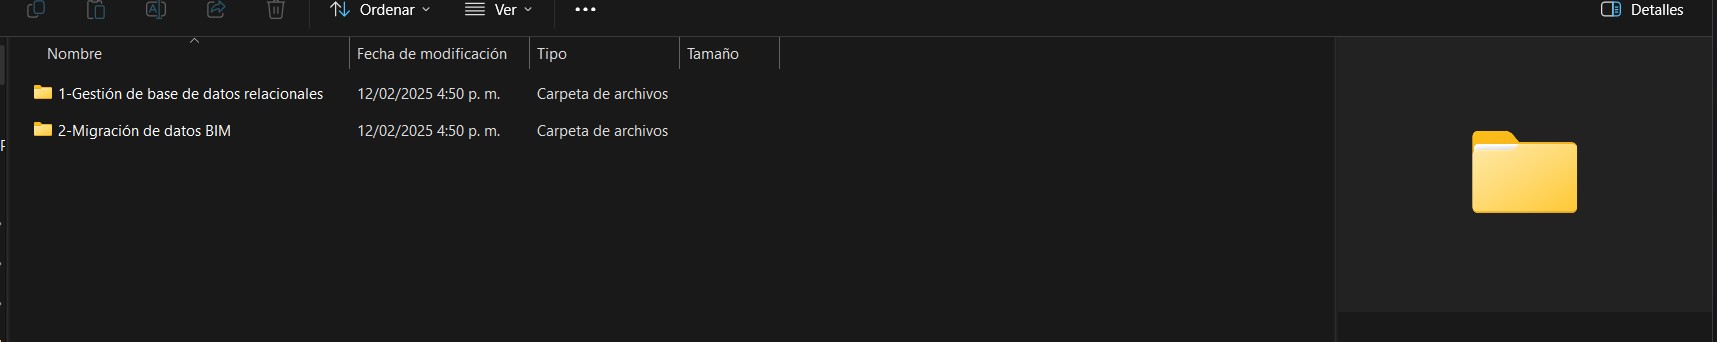 Ordenar Ver ... Detalles
Nombre Fecha de modificación Tipo Tamaño
1-Gestión de base de datos relacionales 12/02/2025 4:50 p. m. Carpeta de archivos
2-Migración de datos BIM 12/02/2025 4:50 p. m. Carpeta de archivos